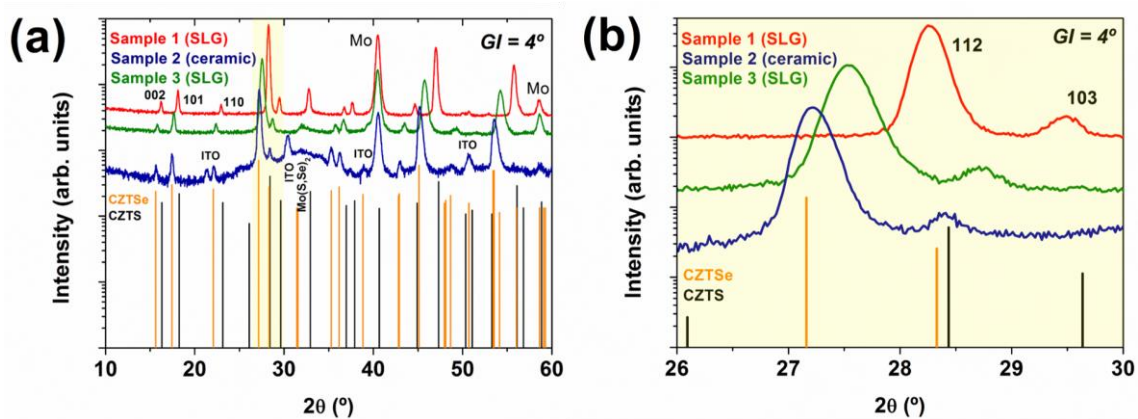 (a)
Sample 1 (SLG)
Sample 2 (ceramic)
Sample 3 (SLG)
GI = 4º
Mo
Mo
002
101
110
ITO
ITO
Mo(S,Se)2
ITO
ITO
CZTSe
CZTS
Intensity (arb. units)
10 20 30 40 50 60
2θ (º)
(b)
Sample 1 (SLG)
Sample 2 (ceramic)
Sample 3 (SLG)
GI = 4º
112
103
CZTSe
CZTS
Intensity (arb. units)
26 27 28 29 30
2θ (º)